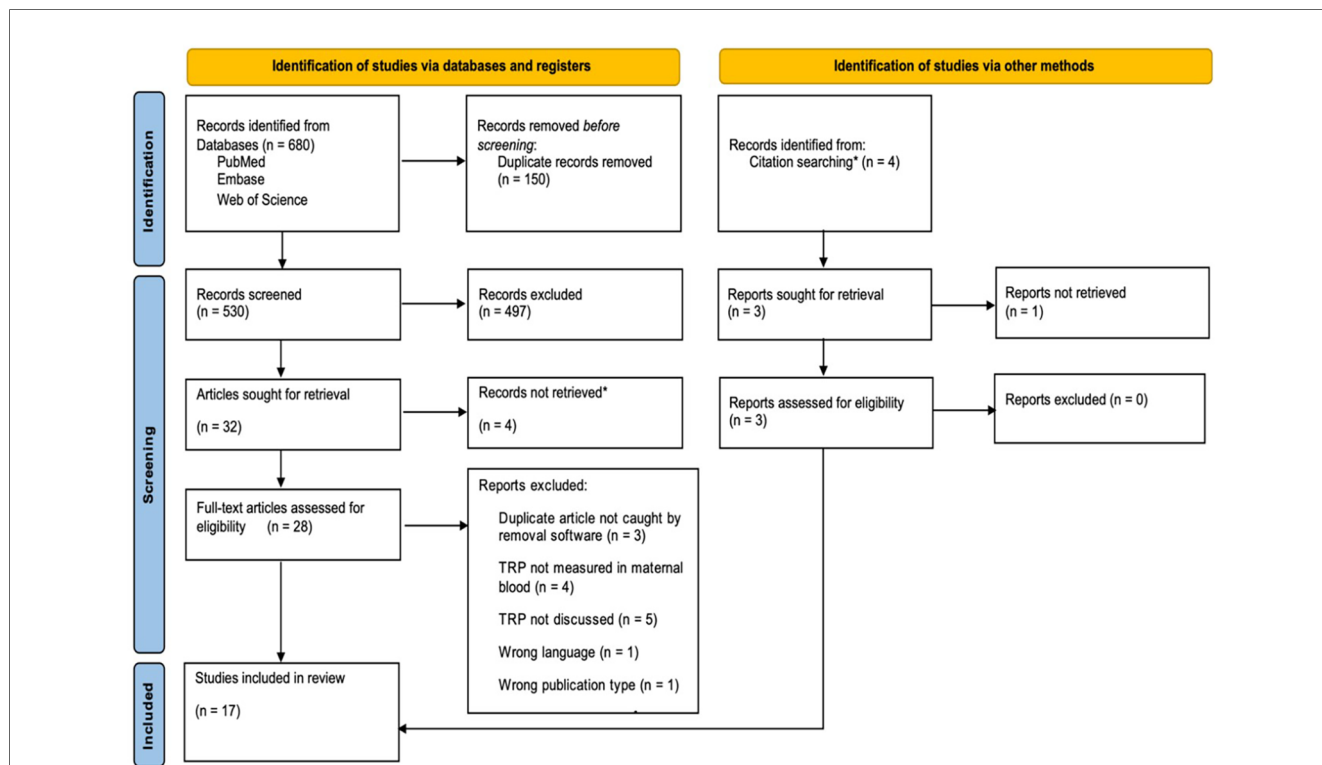 Identification of studies via databases and registers
Identification of studies via other methods
Identification
Records identified from
Databases (n = 680)
PubMed
Embase
Web of Science
Records removed before
screening:
Duplicate records removed
(n = 150)
Records identified from:
Citation searching* (n = 4)
Screening
Records screened
(n = 530)
Records excluded
(n = 497)
Reports sought for retrieval
(n = 3)
Reports not retrieved
(n = 1)
Articles sought for retrieval
(n = 32)
Records not retrieved*
(n = 4)
Reports assessed for eligibility
(n = 3)
Reports excluded (n = 0)
Full-text articles assessed for
eligibility (n = 28)
Reports excluded:
Duplicate article not caught by
removal software (n = 3)
TRP not measured in maternal
blood (n = 4)
TRP not discussed (n = 5)
Wrong language (n = 1)
Wrong publication type (n = 1)
Included
Studies included in review
(n = 17)